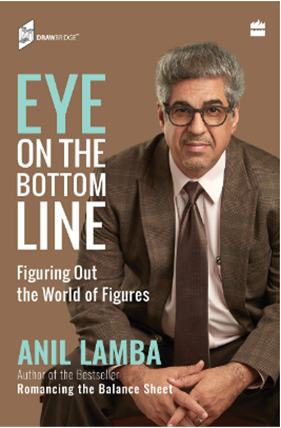 DRAWBRIDGE™
EYE
ON THE
BOTTOM
LINE
Figuring Out
the World of Figures
ANIL LAMBA
Author of the Bestseller
Romancing the Balance Sheet